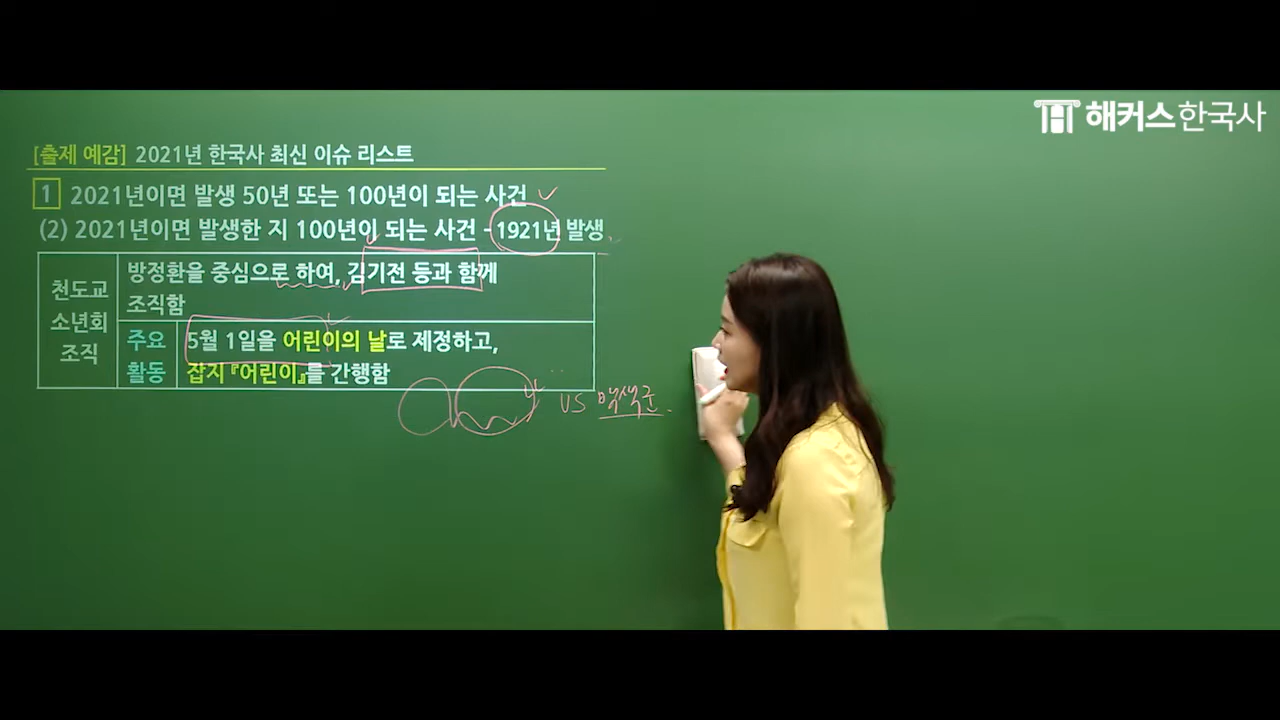 해커스한국사
[출제 예감] 2021년 한국사 최신 이슈 리스트
1 2021년이면 발생 50년 또는 100년이 되는 사건
(2) 2021년이면 발생한 지 100년이 되는 사건 - 1921년 발생
천도교
소년회
조직
방정환을 중심으로 하여, 김기전 등과 함께
조직함
주요
활동
5월 1일을 어린이의 날로 제정하고,
잡지 『어린이』를 간행함
VS